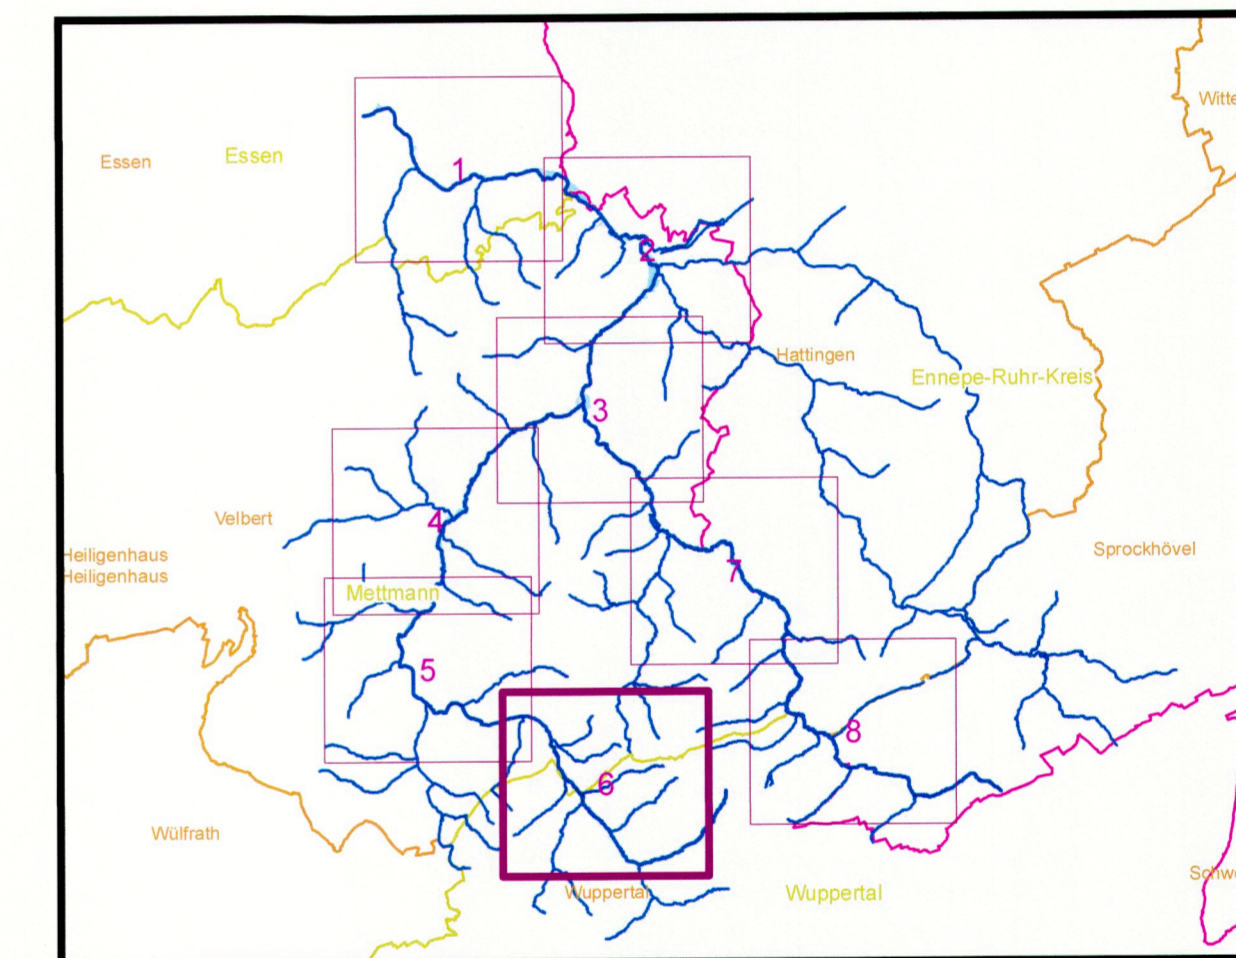 Witte
Essen
Essen
1
2
Hattingen
Ennepe-Ruhr-Kreis
3
Velbert
4
Sprockhövel
Heiligenhaus
Heiligenhaus
7
Mettmann
5
8
6
Wülfrath
Schwe
Wuppertal
Wuppertal